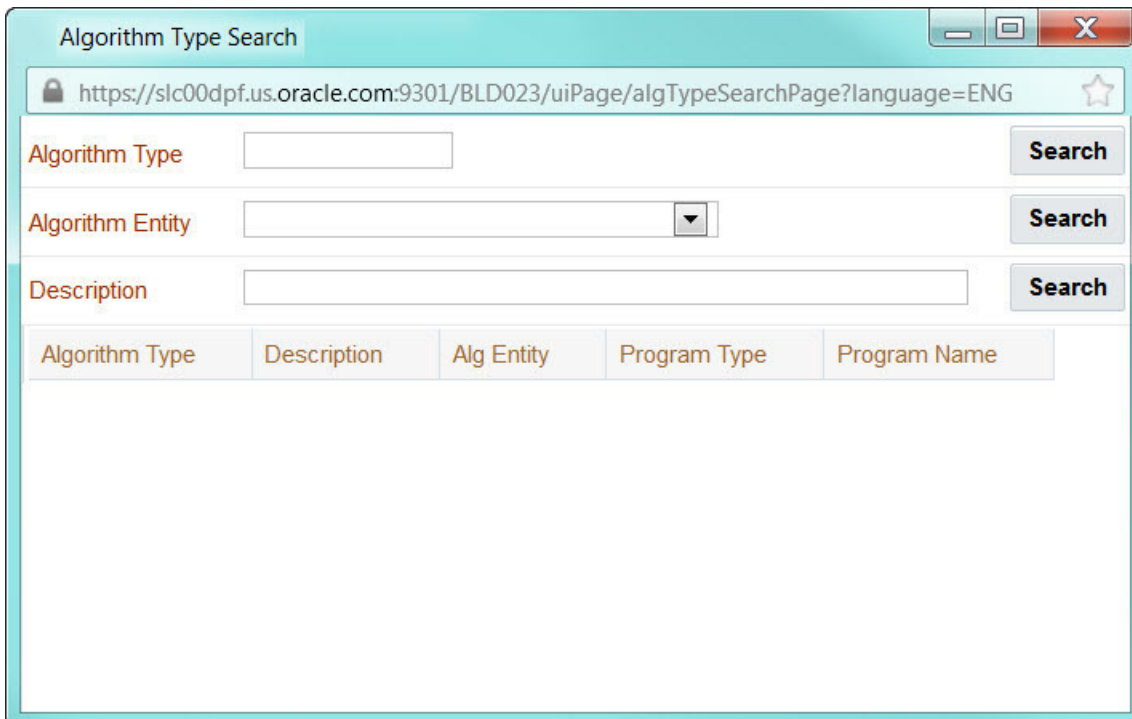 Algorithm Type Search
https://slc00dpf.us.oracle.com:9301/BLD023/uiPage/algTypeSearchPage?language=ENG
Algorithm Type Search
Algorithm Entity Search
Description Search
Algorithm Type Description Alg Entity Program Type Program Name